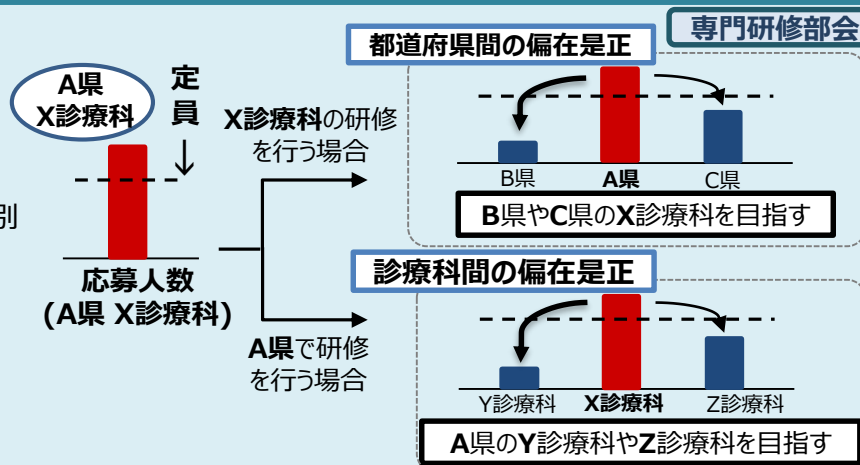 専門研修部会
都道府県間の偏在是正
A県
X診療科
定
員
↓
X診療科の研修
を行う場合
B県
A県
C県
B県やC県のX診療科を目指す
別
応募人数
(A県 X診療科)
診療科間の偏在是正
A県で研修
を行う場合
Y診療科
X診療科
Z診療科
A県のY診療科やZ診療科を目指す